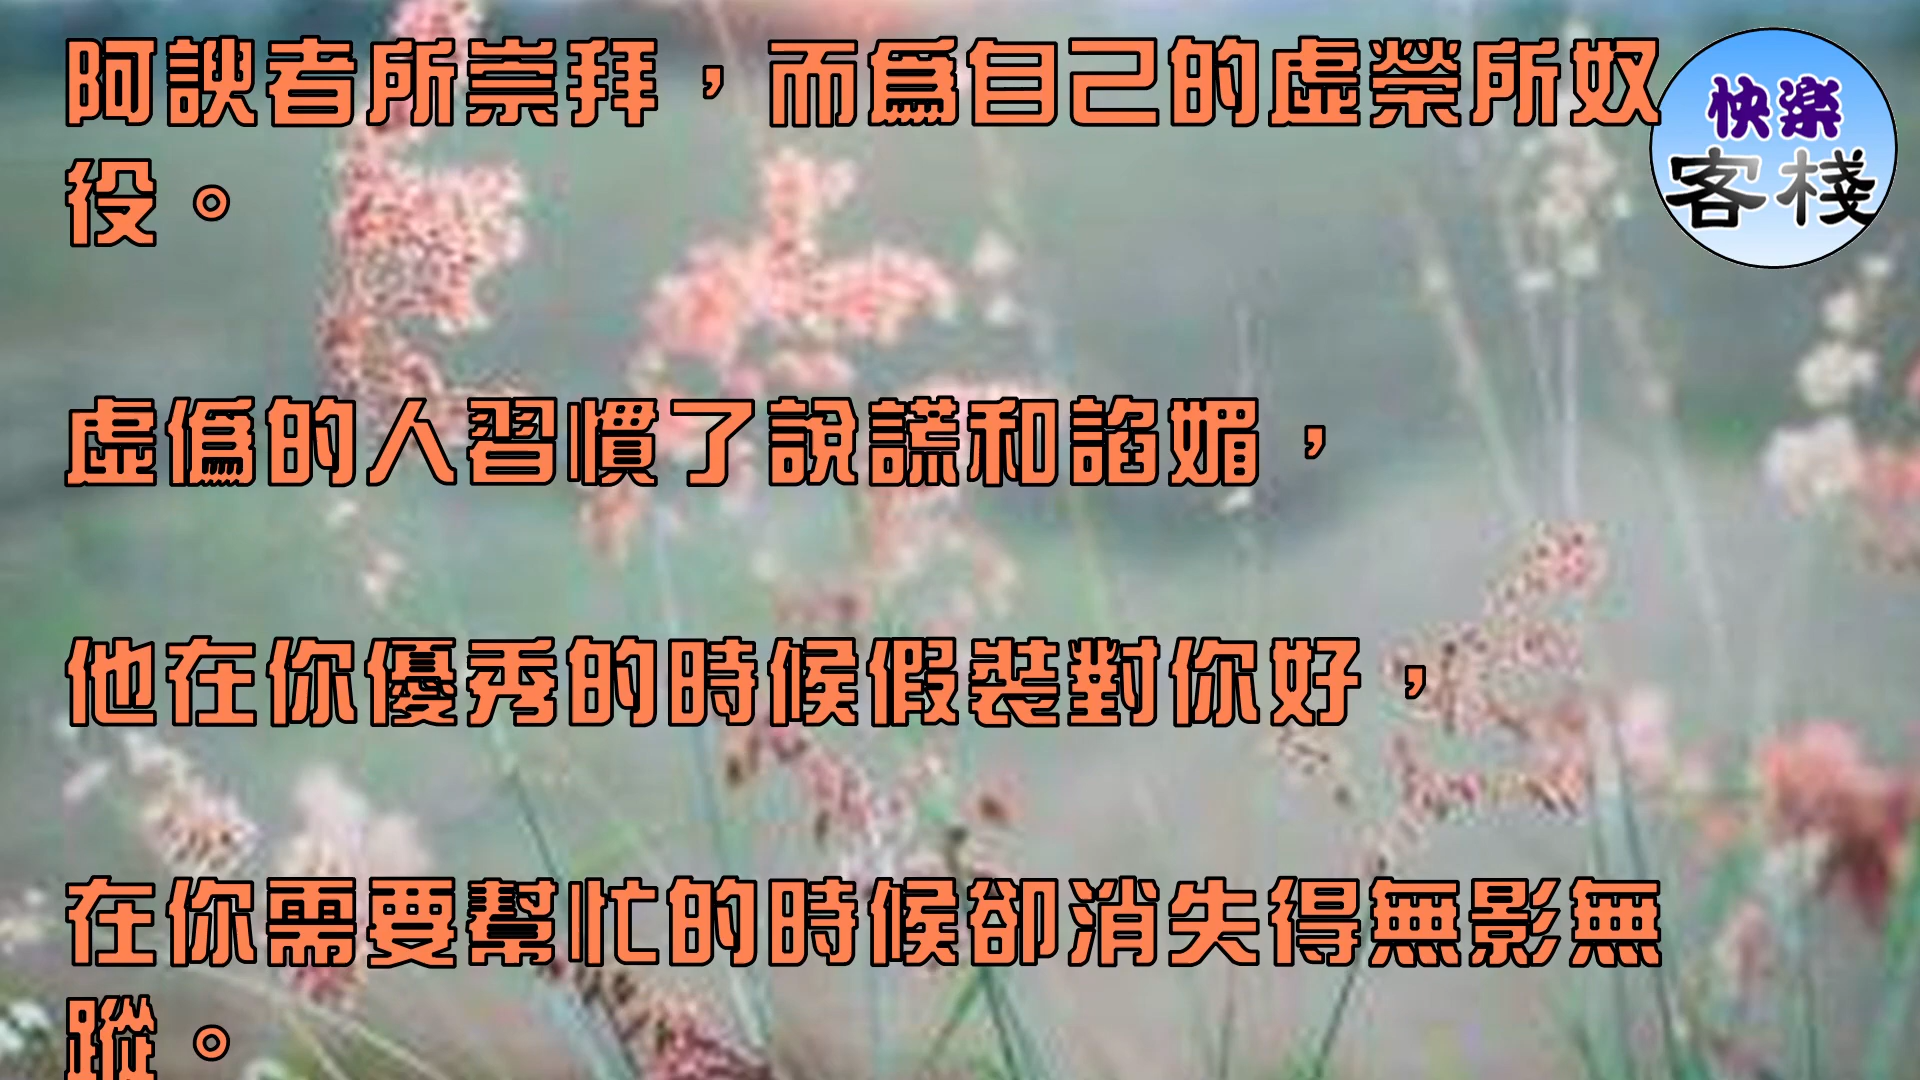 阿諛者所崇拜，而爲自己的虛榮所奴
役。
虛僞的人習慣了說謊和諂媚，
他在你優秀的時候假裝對你好，
在你需要幫忙的時候卻消失得無影無
蹤。
快樂
客棧